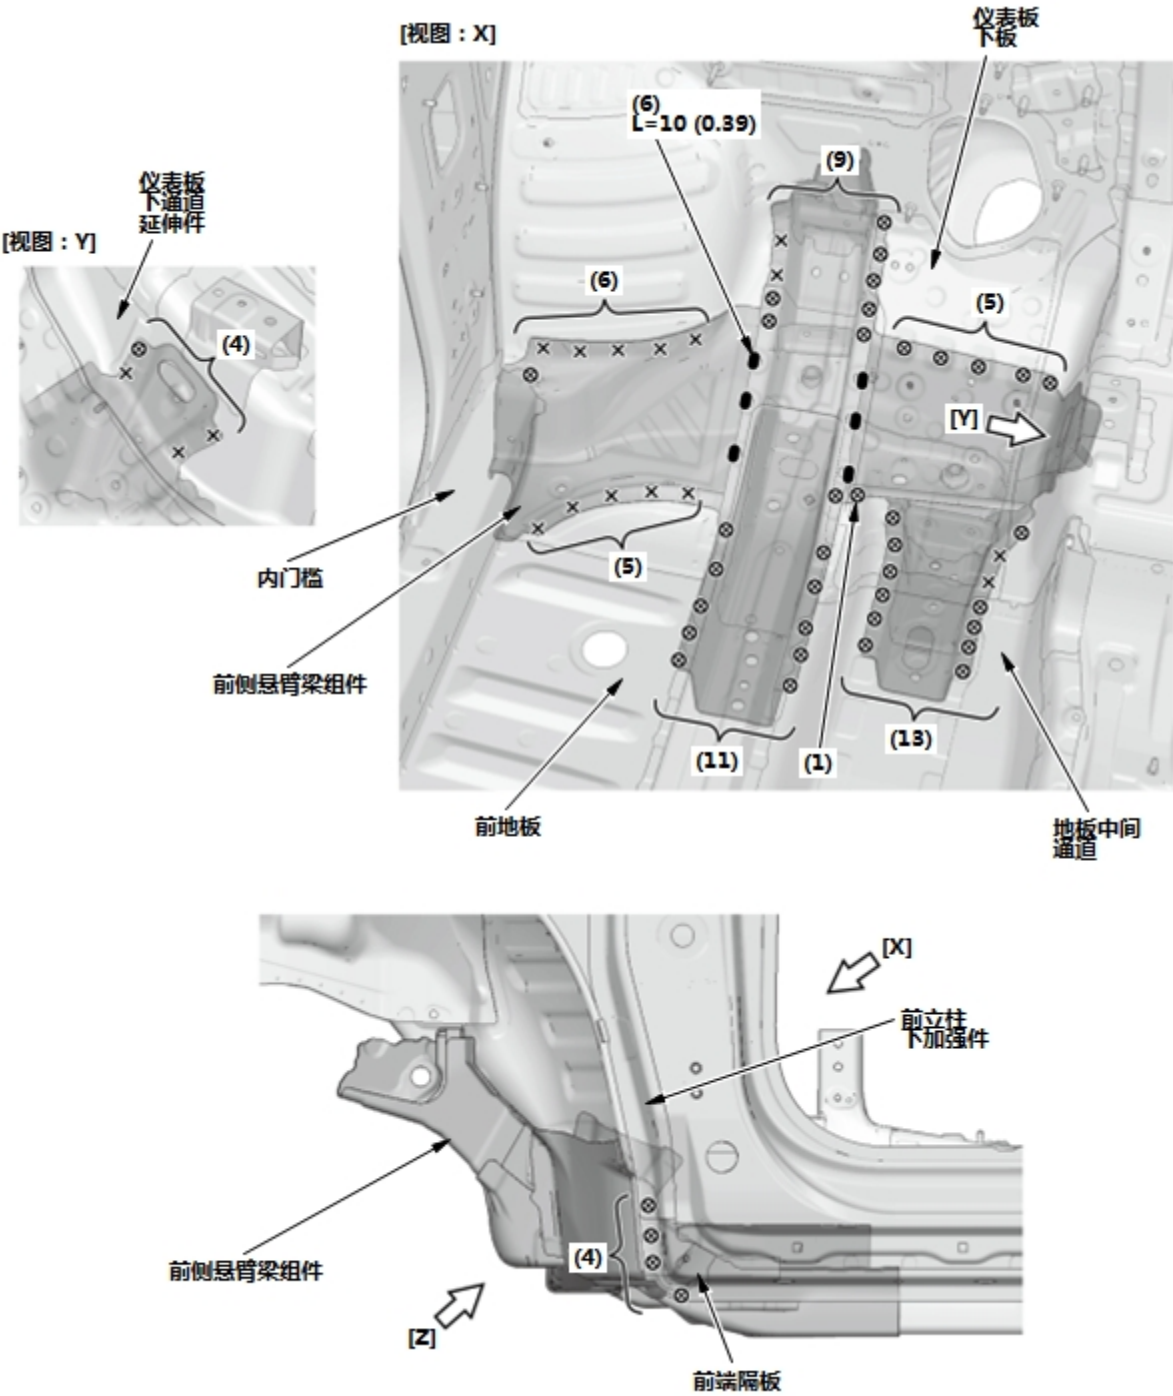 [视图：X]
仪表板
下板
(6)
L=10 (0.39)
(9)
仪表板
下通道
延伸件
[视图：Y]
(6)
(5)
(4)
[Y]
(5)
内门槛
前侧悬臂梁组件
(11)
(1)
(13)
前地板
地板中间
通道
[X]
前立柱
下加强件
(4)
前侧悬臂梁组件
[Z]
前端隔板